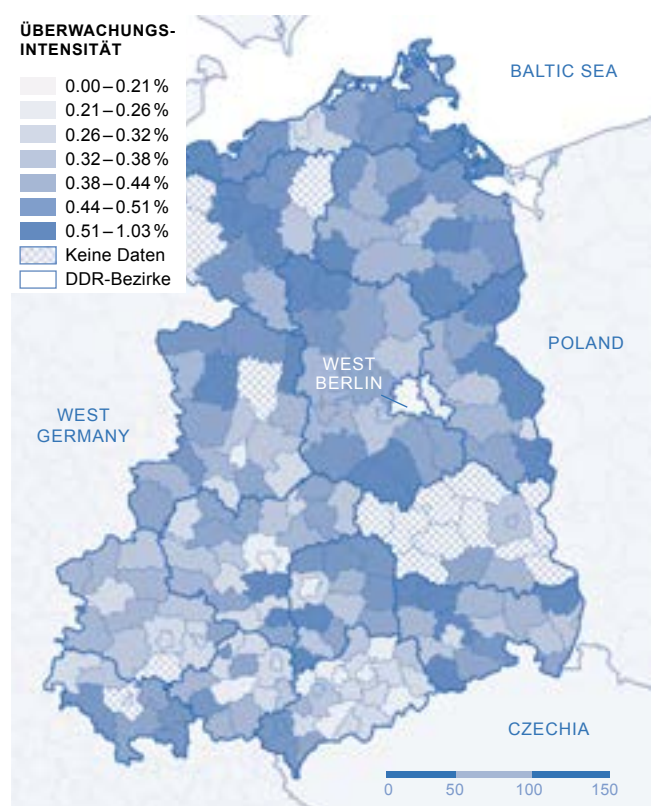 ÜBERWACHUNGS-
INTENSITÄT
0.00 – 0.21 %
0.21 – 0.26 %
0.26 – 0.32 %
0.32 – 0.38 %
0.38 – 0.44 %
0.44 – 0.51 %
0.51 – 1.03 %
Keine Daten
DDR-Bezirke
BALTIC SEA
POLAND
WEST
BERLIN
WEST
GERMANY
CZECHIA
0 50 100 150